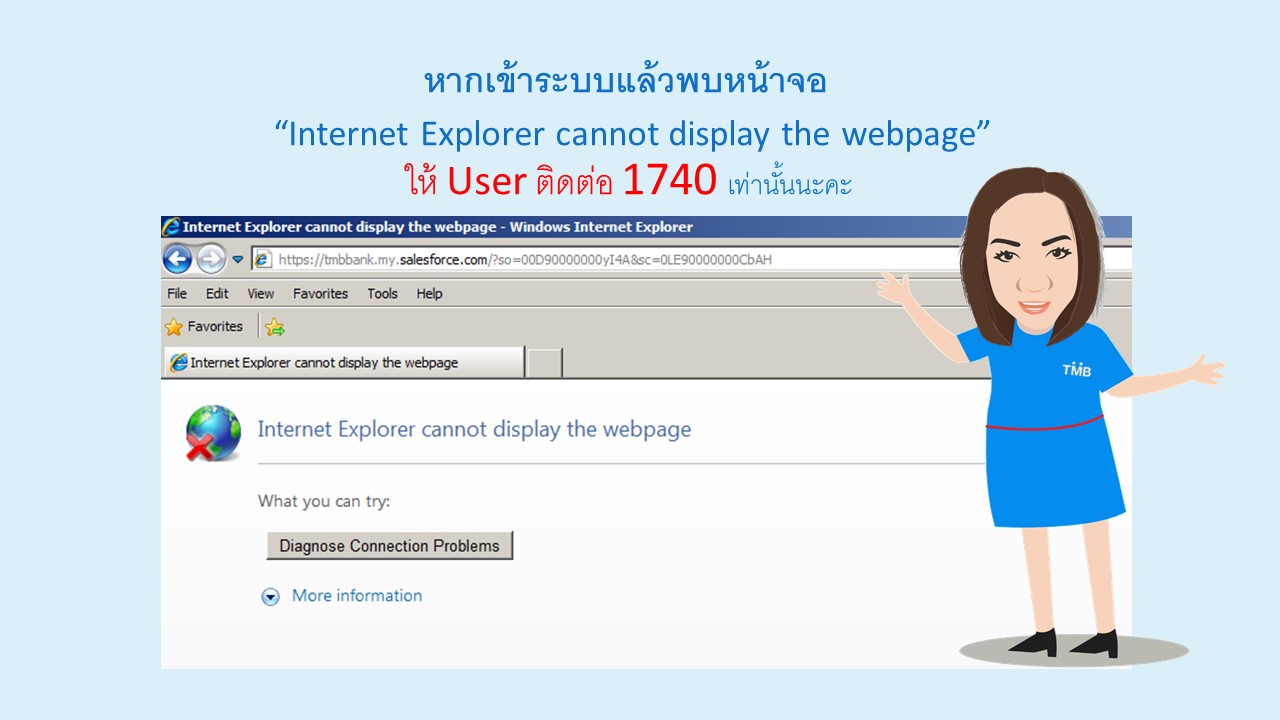 หากเข้าระบบแล้วพบหน้าจอ
“Internet Explorer cannot display the webpage”
ให้ User ติดต่อ 1740 เท่านั้นนะคะ
Internet Explorer cannot display the webpage - Windows Internet Explorer
https://tmbbank.my.salesforce.com/?so=00D90000000yI4A&sc=0LE90000000CbAH
File Edit View Favorites Tools Help
Favorites
Internet Explorer cannot display the webpage
TMB
Internet Explorer cannot display the webpage
What you can try:
Diagnose Connection Problems
More information